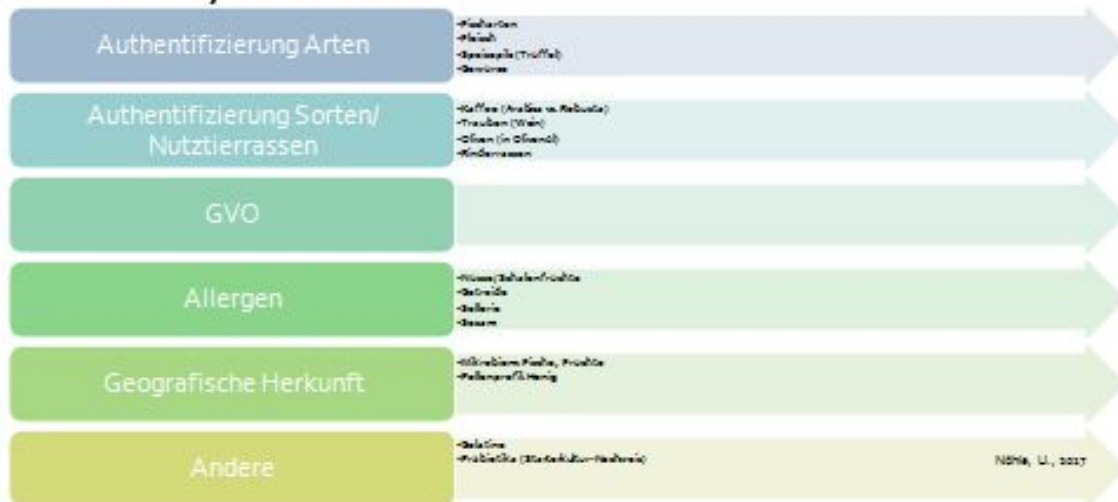 Authentifizierung Arten
-Fischarten
-Fleisch
-Speisepilz (Trüffel)
-Gewürze
Authentifizierung Sorten/
Nutztierrassen
-Kaffee (Arabica vs. Robusta)
-Trauben (Wein)
-Oliven (in Olivenöl)
-Rinderrassen
GVO
Allergen
-Nüsse/Schalenfrüchte
-Getreide
-Sellerie
-Sesam
Geografische Herkunft
-Mikrobiom Fische, Früchte
-Pollenprofil Honig
Andere
-Gelatine
-Probiotika (Starterkultur-Nachweis)
Nöhle, U., 2017